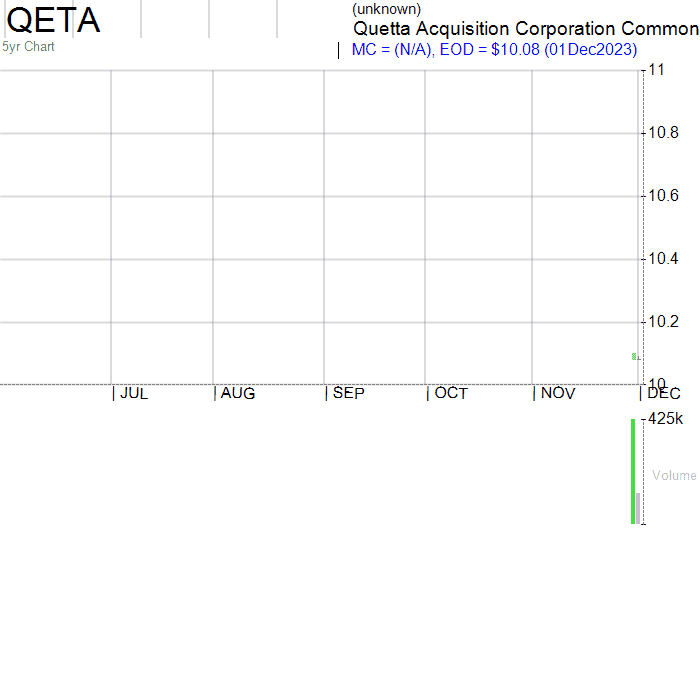 QETA
5yr Chart
(unknown)
Quetta Acquisition Corporation Common
| MC = (N/A), EOD = $10.08 (01Dec2023)
11
10.8
10.6
10.4
10.2
10
| JUL | AUG | SEP | OCT | NOV | DEC
425k
Volume